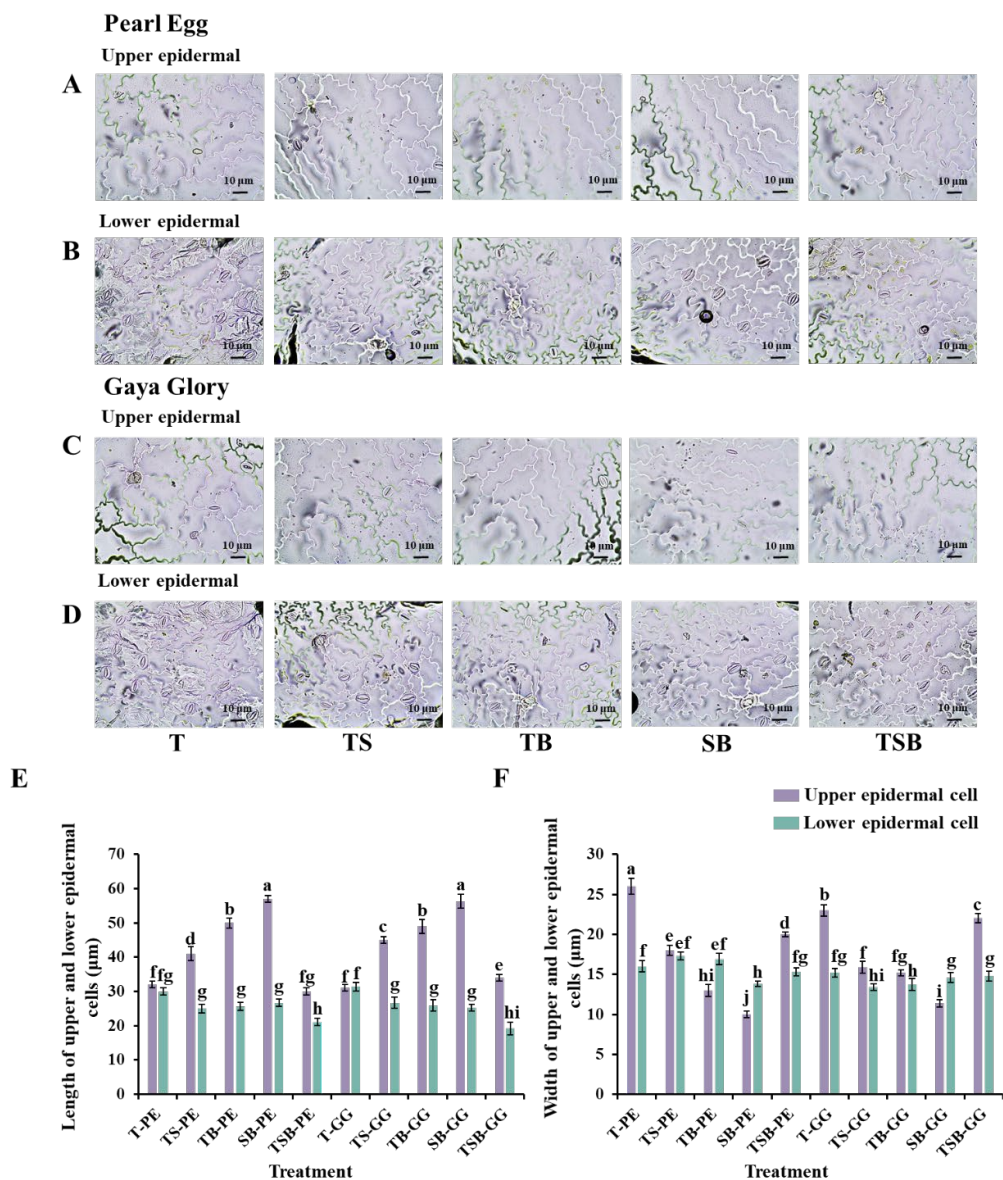 Pearl Egg
Upper epidermal
A
10 μm
10 μm
10 μm
10 μm
10 μm
Lower epidermal
B
10 μm
10 μm
10 μm
10 μm
10 μm
Gaya Glory
Upper epidermal
C
10 μm
10 μm
10 μm
10 μm
10 μm
Lower epidermal
D
10 μm
10 μm
10 μm
10 μm
10 μm
T TS TB SB TSB
E
Length of upper and lower epidermal
cells (μm)
70
60
50
40
30
20
10
0
f fg d g b g a g fg h f f c g b g a g e hi
T-PE TS-PE TB-PE SB-PE TSB-PE T-GG TS-GG TB-GG SB-GG TSB-GG
Treatment
F
Upper epidermal cell
Lower epidermal cell
Width of upper and lower epidermal
cells (μm)
30
25
20
15
10
5
0
a f e ef hi ef j h d fg b fg f hi fg h i g c g
T-PE TS-PE TB-PE SB-PE TSB-PE T-GG TS-GG TB-GG SB-GG TSB-GG
Treatment